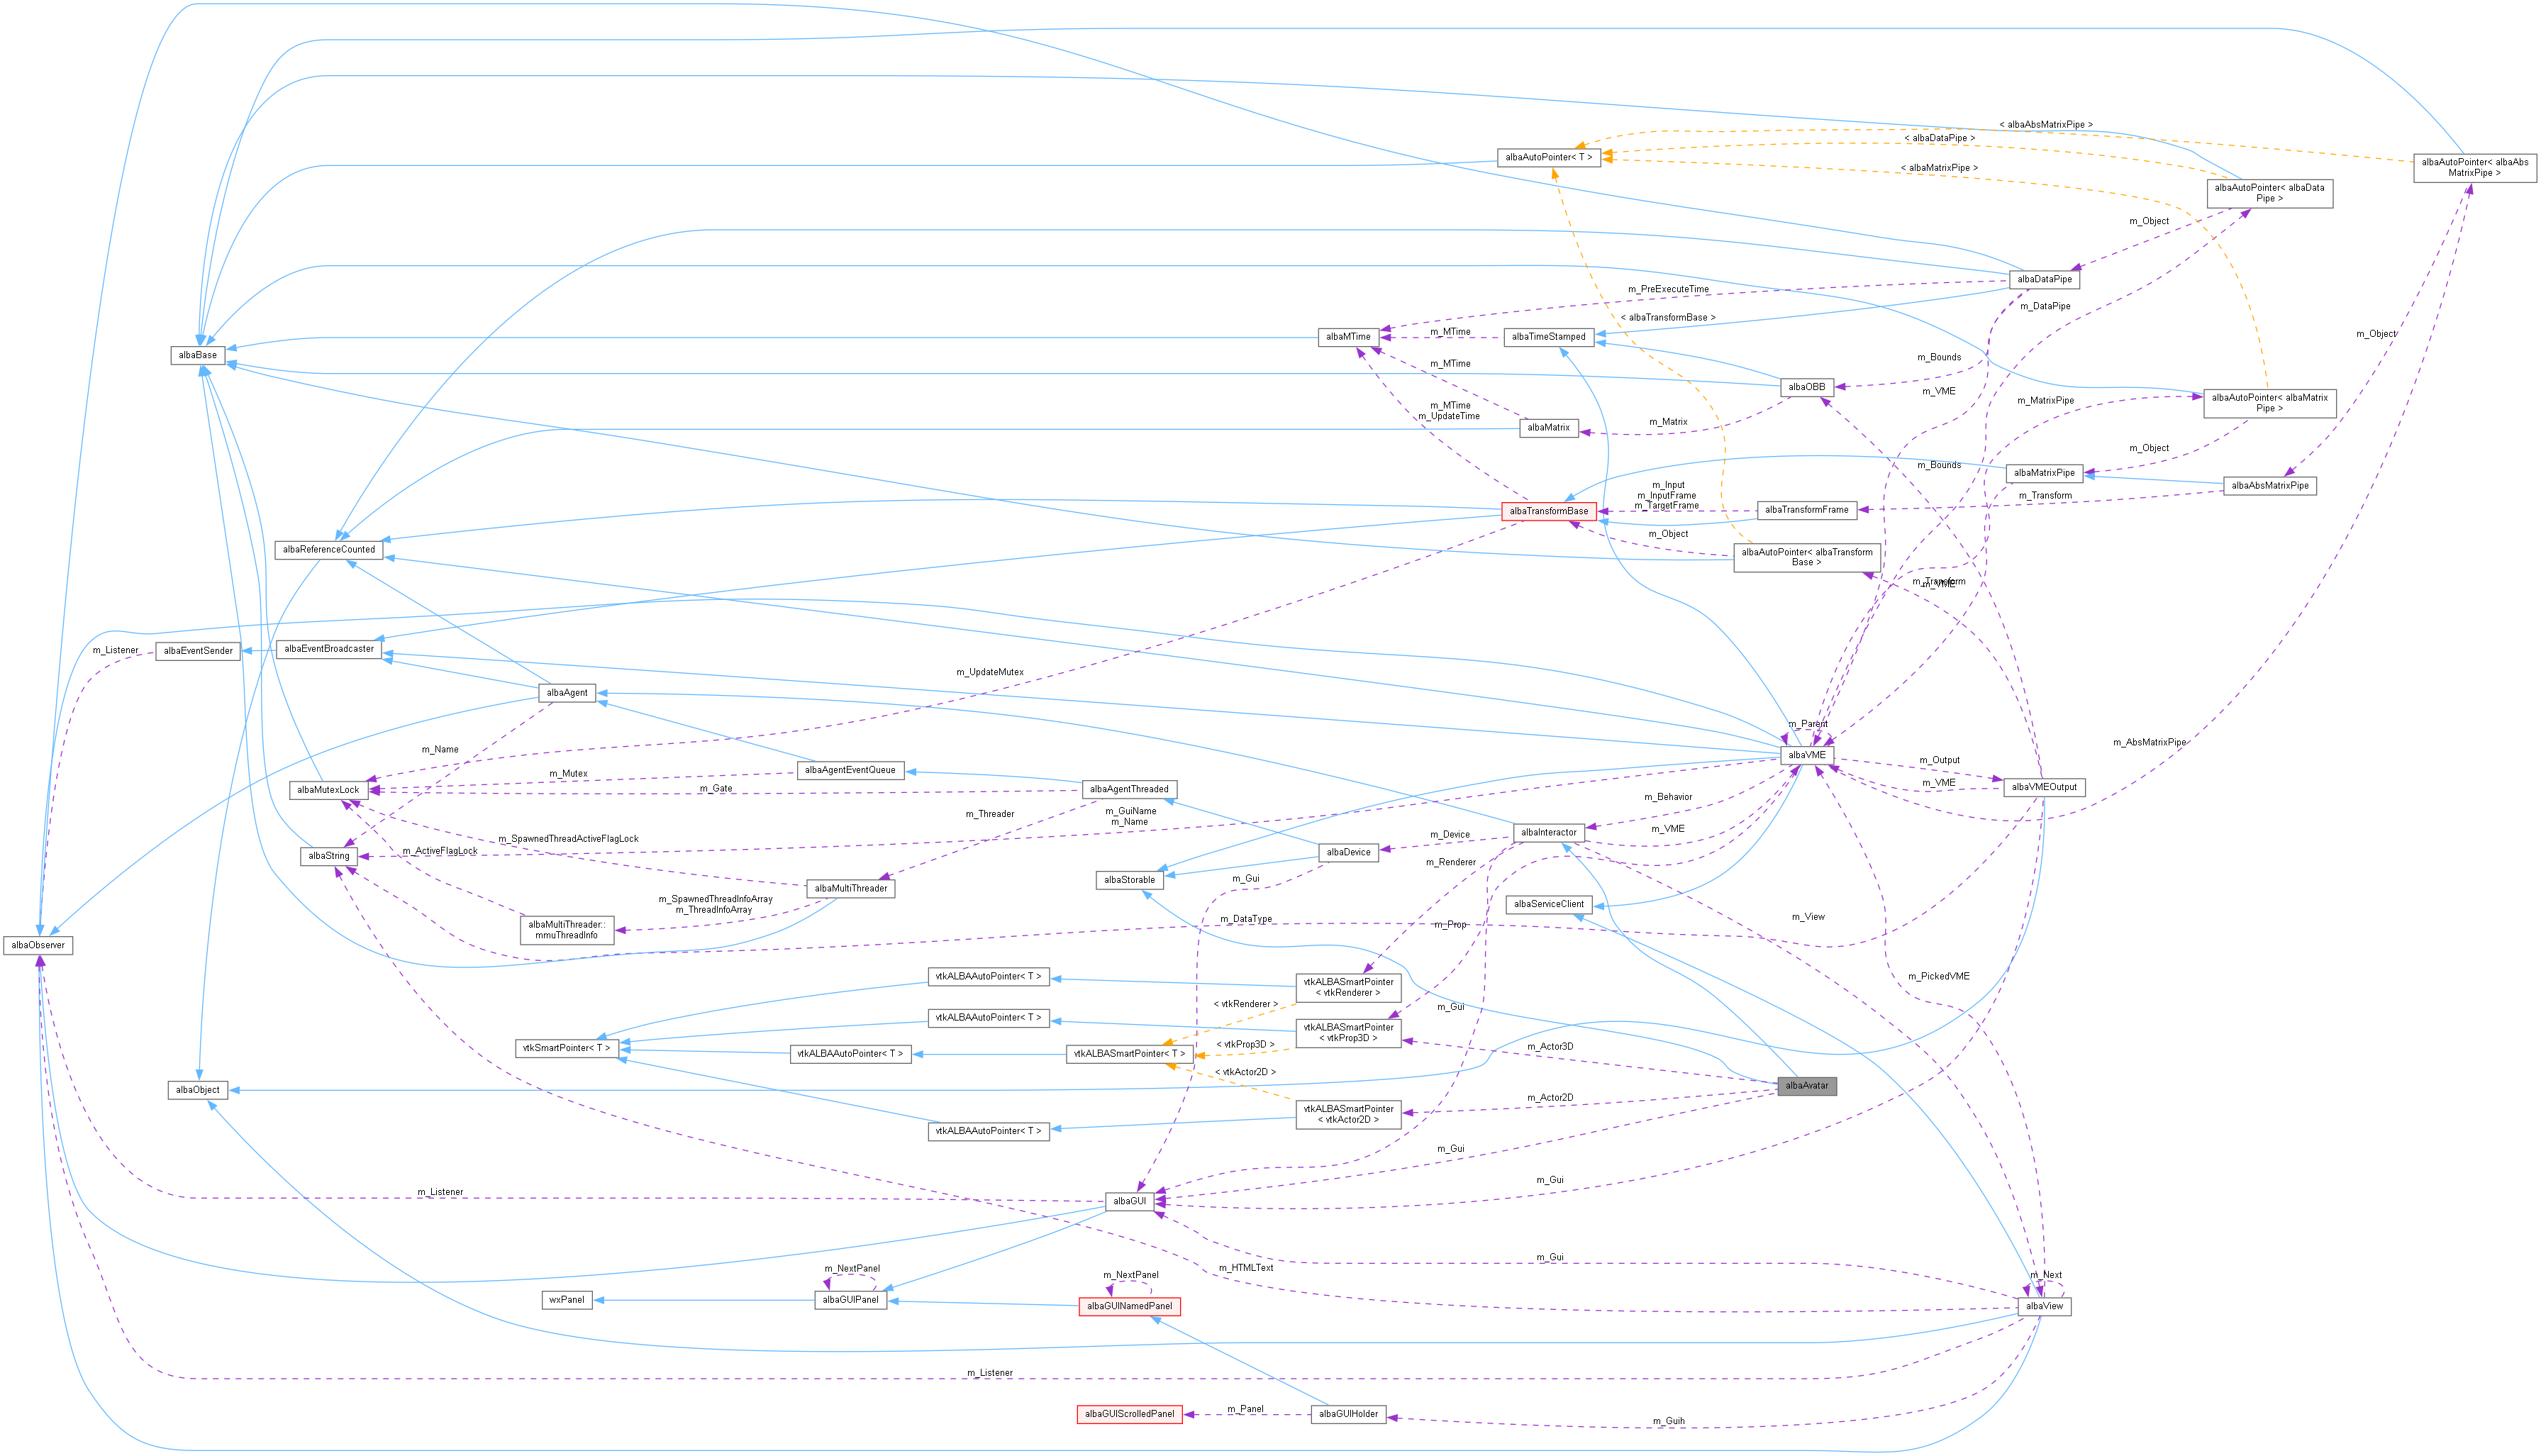 < albaAbsMatrixPipe >
< albaDataPipe >
albaAutoPointer< T >
albaAutoPointer< albaAbs
MatrixPipe >
< albaMatrixPipe >
albaAutoPointer< albaData
Pipe >
m_Object
albaDataPipe
m_PreExecuteTime
m_DataPipe
< albaTransformBase >
m_MTime
albaMTime
albaTimeStamped
m_Object
albaBase
m_Bounds
m_MTime
albaOBB
m_VME
albaAutoPointer< albaMatrix
Pipe >
m_MTime
m_UpdateTime
albaMatrix
m_Matrix
m_MatrixPipe
m_Object
m_Bounds
albaMatrixPipe
albaAbsMatrixPipe
m_Input
m_InputFrame
m_TargetFrame
m_Transform
albaTransformBase
albaTransformFrame
m_Object
albaReferenceCounted
albaAutoPointer< albaTransform
Base >
m_Transform
m_VME
m_Listener
albaEventSender
albaEventBroadcaster
m_UpdateMutex
albaAgent
m_Parent
m_Name
m_AbsMatrixPipe
albaVME
m_Output
m_Mutex
albaAgentEventQueue
albaMutexLock
m_Gate
albaAgentThreaded
m_VME
albaVMEOutput
m_Behavior
m_GuiName
m_Name
m_Threader
m_SpawnedThreadActiveFlagLock
m_Device
m_VME
albaInteractor
albaString
m_ActiveFlagLock
albaDevice
m_Renderer
albaStorable
m_Gui
albaMultiThreader
m_SpawnedThreadInfoArray
m_ThreadInfoArray
albaServiceClient
albaMultiThreader::
mmuThreadInfo
m_DataType
m_Prop
m_View
albaObserver
vtkALBAAutoPointer< T >
vtkALBASmartPointer
< vtkRenderer >
m_PickedVME
< vtkRenderer >
m_Gui
vtkALBAAutoPointer< T >
vtkALBASmartPointer
< vtkProp3D >
vtkSmartPointer< T >
vtkALBAAutoPointer< T >
vtkALBASmartPointer< T >
< vtkProp3D >
m_Actor3D
< vtkActor2D >
albaObject
albaAvatar
m_Actor2D
vtkALBASmartPointer
< vtkActor2D >
vtkALBAAutoPointer< T >
m_Gui
m_Gui
m_Listener
albaGUI
m_Gui
m_NextPanel
m_NextPanel
m_HTMLText
m_Next
wxPanel
albaGUIPanel
albaGUINamedPanel
albaView
m_Listener
albaGUIScrolledPanel
m_Panel
albaGUIHolder
m_Guih